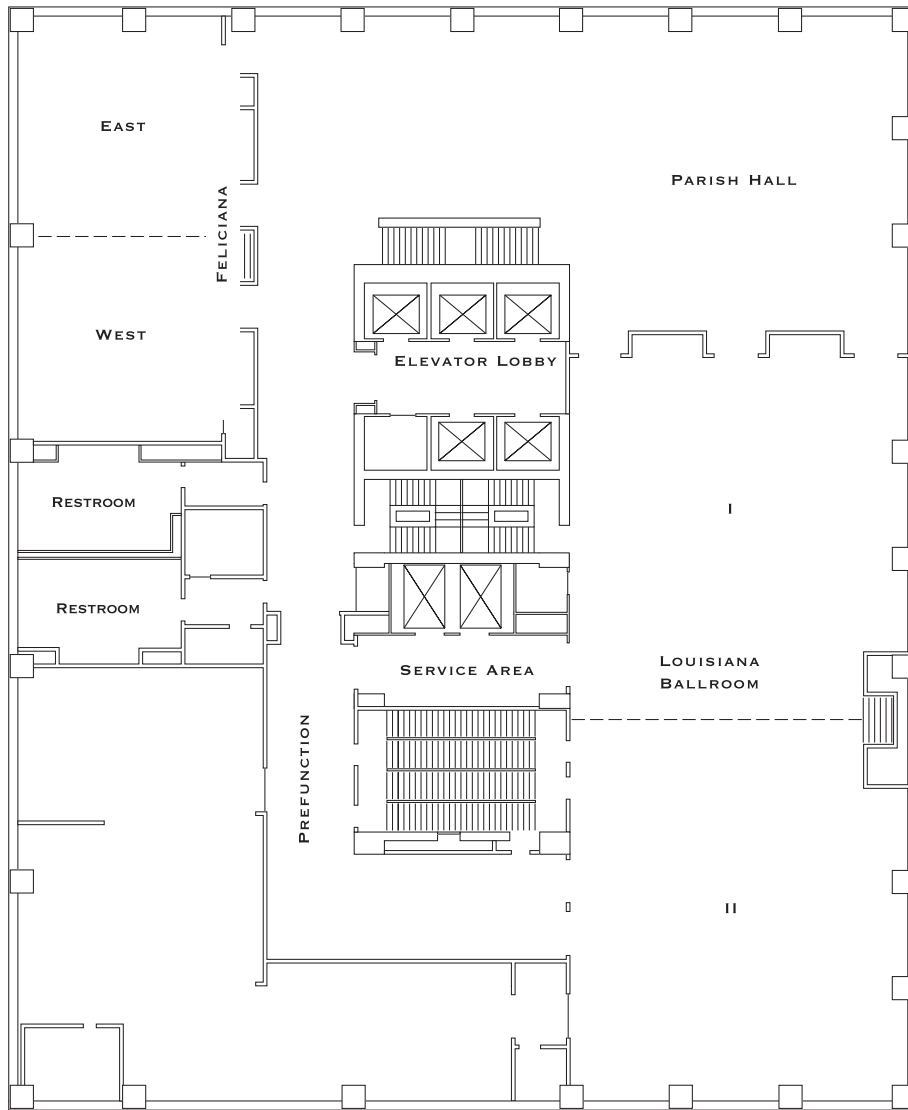 EAST
PARISH HALL
FELICIANA
WEST
ELEVATOR LOBBY
RESTROOM
I
RESTROOM
SERVICE AREA
LOUISIANA
BALLROOM
PREFUNCTION
II